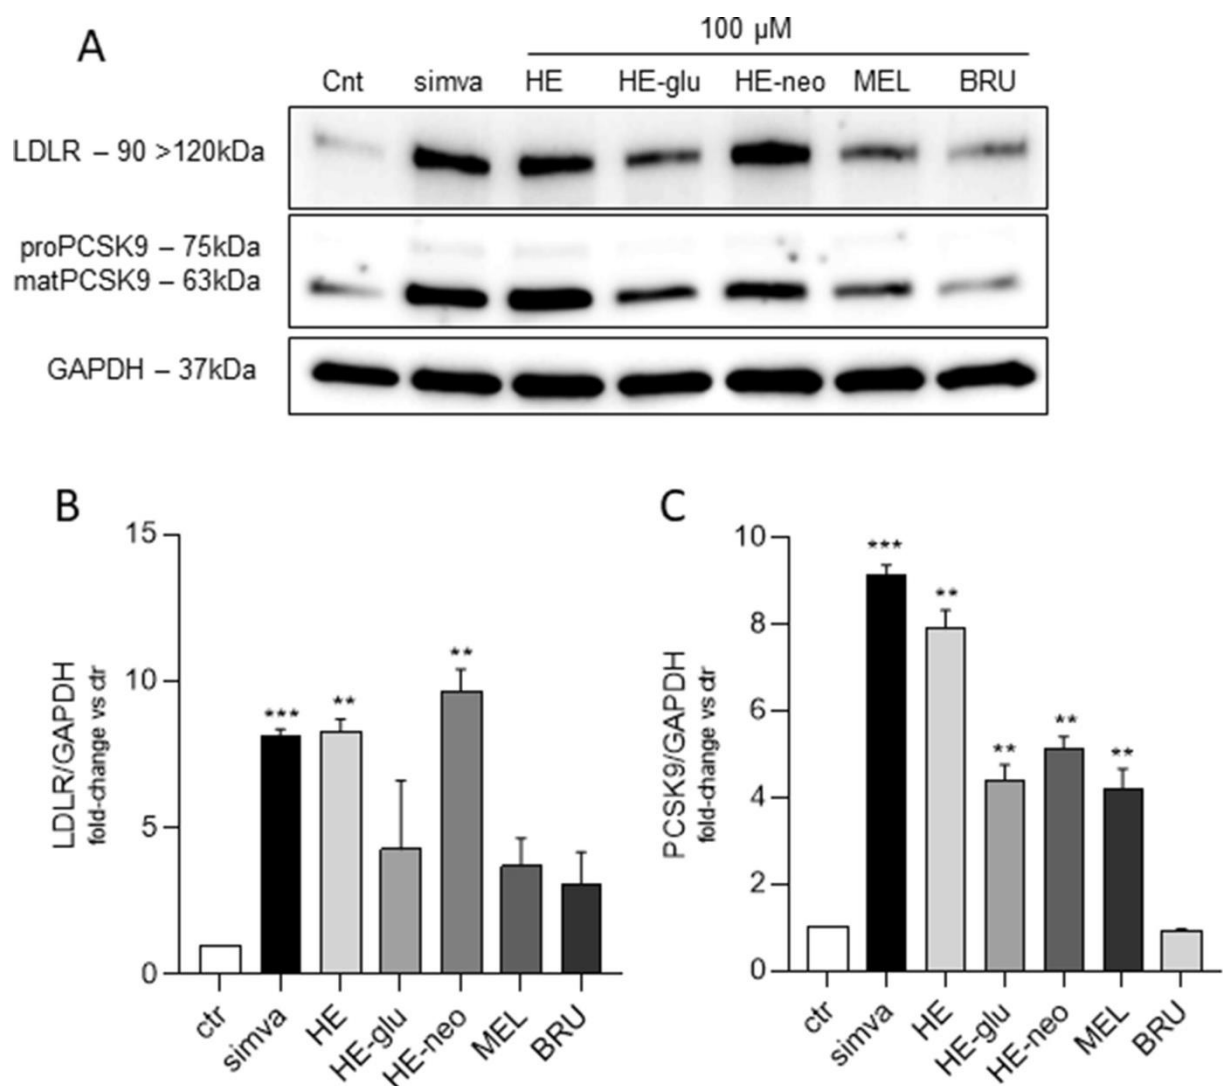 A
100 µM
Cnt simva HE HE-glu HE-neo MEL BRU
LDLR – 90 >120kDa
proPCSK9 – 75kDa
matPCSK9 – 63kDa
GAPDH – 37kDa
B
LDLR/GAPDH
fold-change vs ctr
15
10
5
0
***
**
**
ctr simva HE HE-glu HE-neo MEL BRU
C
PCSK9/GAPDH
fold-change vs ctr
10
8
6
4
2
0
***
**
**
**
**
ctr simva HE HE-glu HE-neo MEL BRU